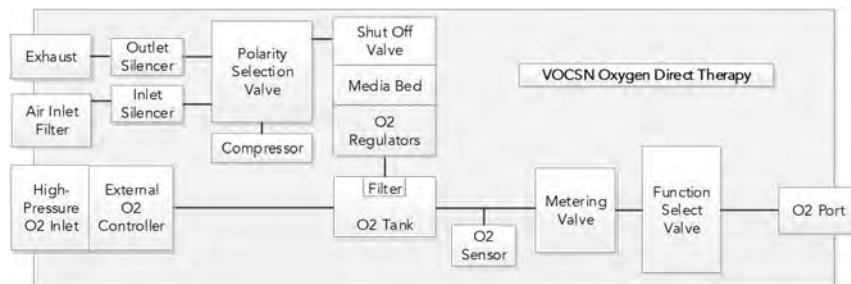 Exhaust
Outlet
Silencer
Polarity
Selection
Valve
Shut Off
Valve
Media Bed
O2
Regulators
VOCSN Oxygen Direct Therapy
Air Inlet
Filter
Inlet
Silencer
Compressor
High-
Pressure
O2 Inlet
External
O2
Controller
Filter
O2 Tank
O2
Sensor
Metering
Valve
Function
Select
Valve
O2 Port